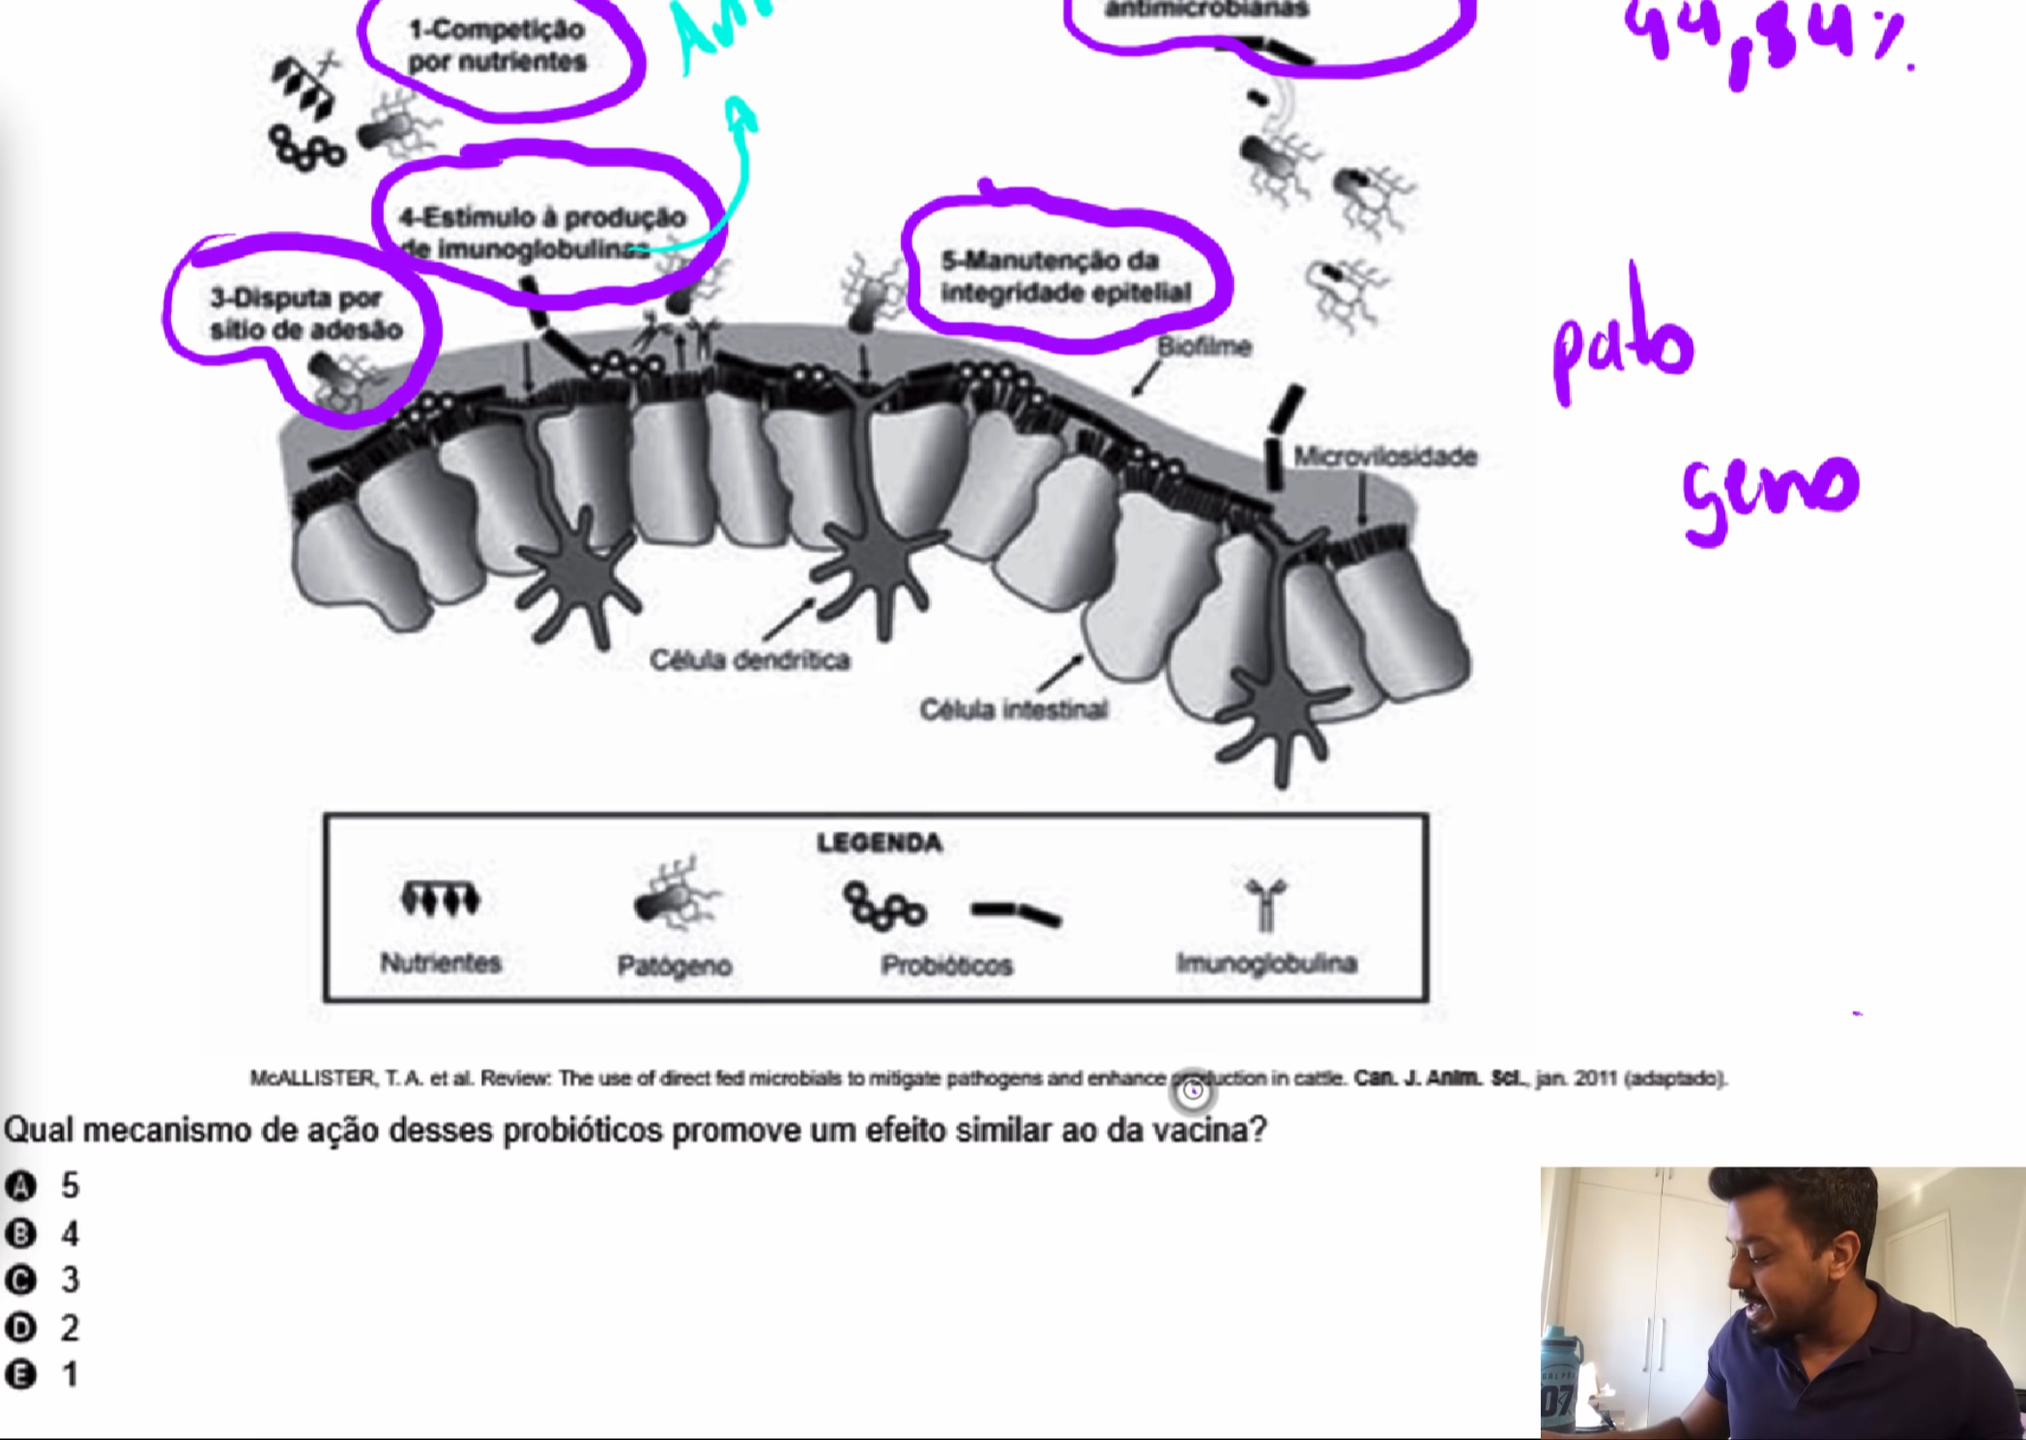 1-Competição
por nutrientes
antimicrobianas
44,84%
4-Estímulo à produção
de imunoglobulinas
5-Manutenção da
integridade epitelial
3-Disputa por
sítio de adesão
Biofilme
pato
geno
Microvilosidade
Célula dendrítica
Célula intestinal
LEGENDA
Nutrientes
Patógeno
Probióticos
Imunoglobulina
McALLISTER, T. A. et al. Review: The use of direct fed microbials to mitigate pathogens and enhance production in cattle. Can. J. Anim. Sci., jan. 2011 (adaptado).
Qual mecanismo de ação desses probióticos promove um efeito similar ao da vacina?
A 5
B 4
C 3
D 2
E 1
07